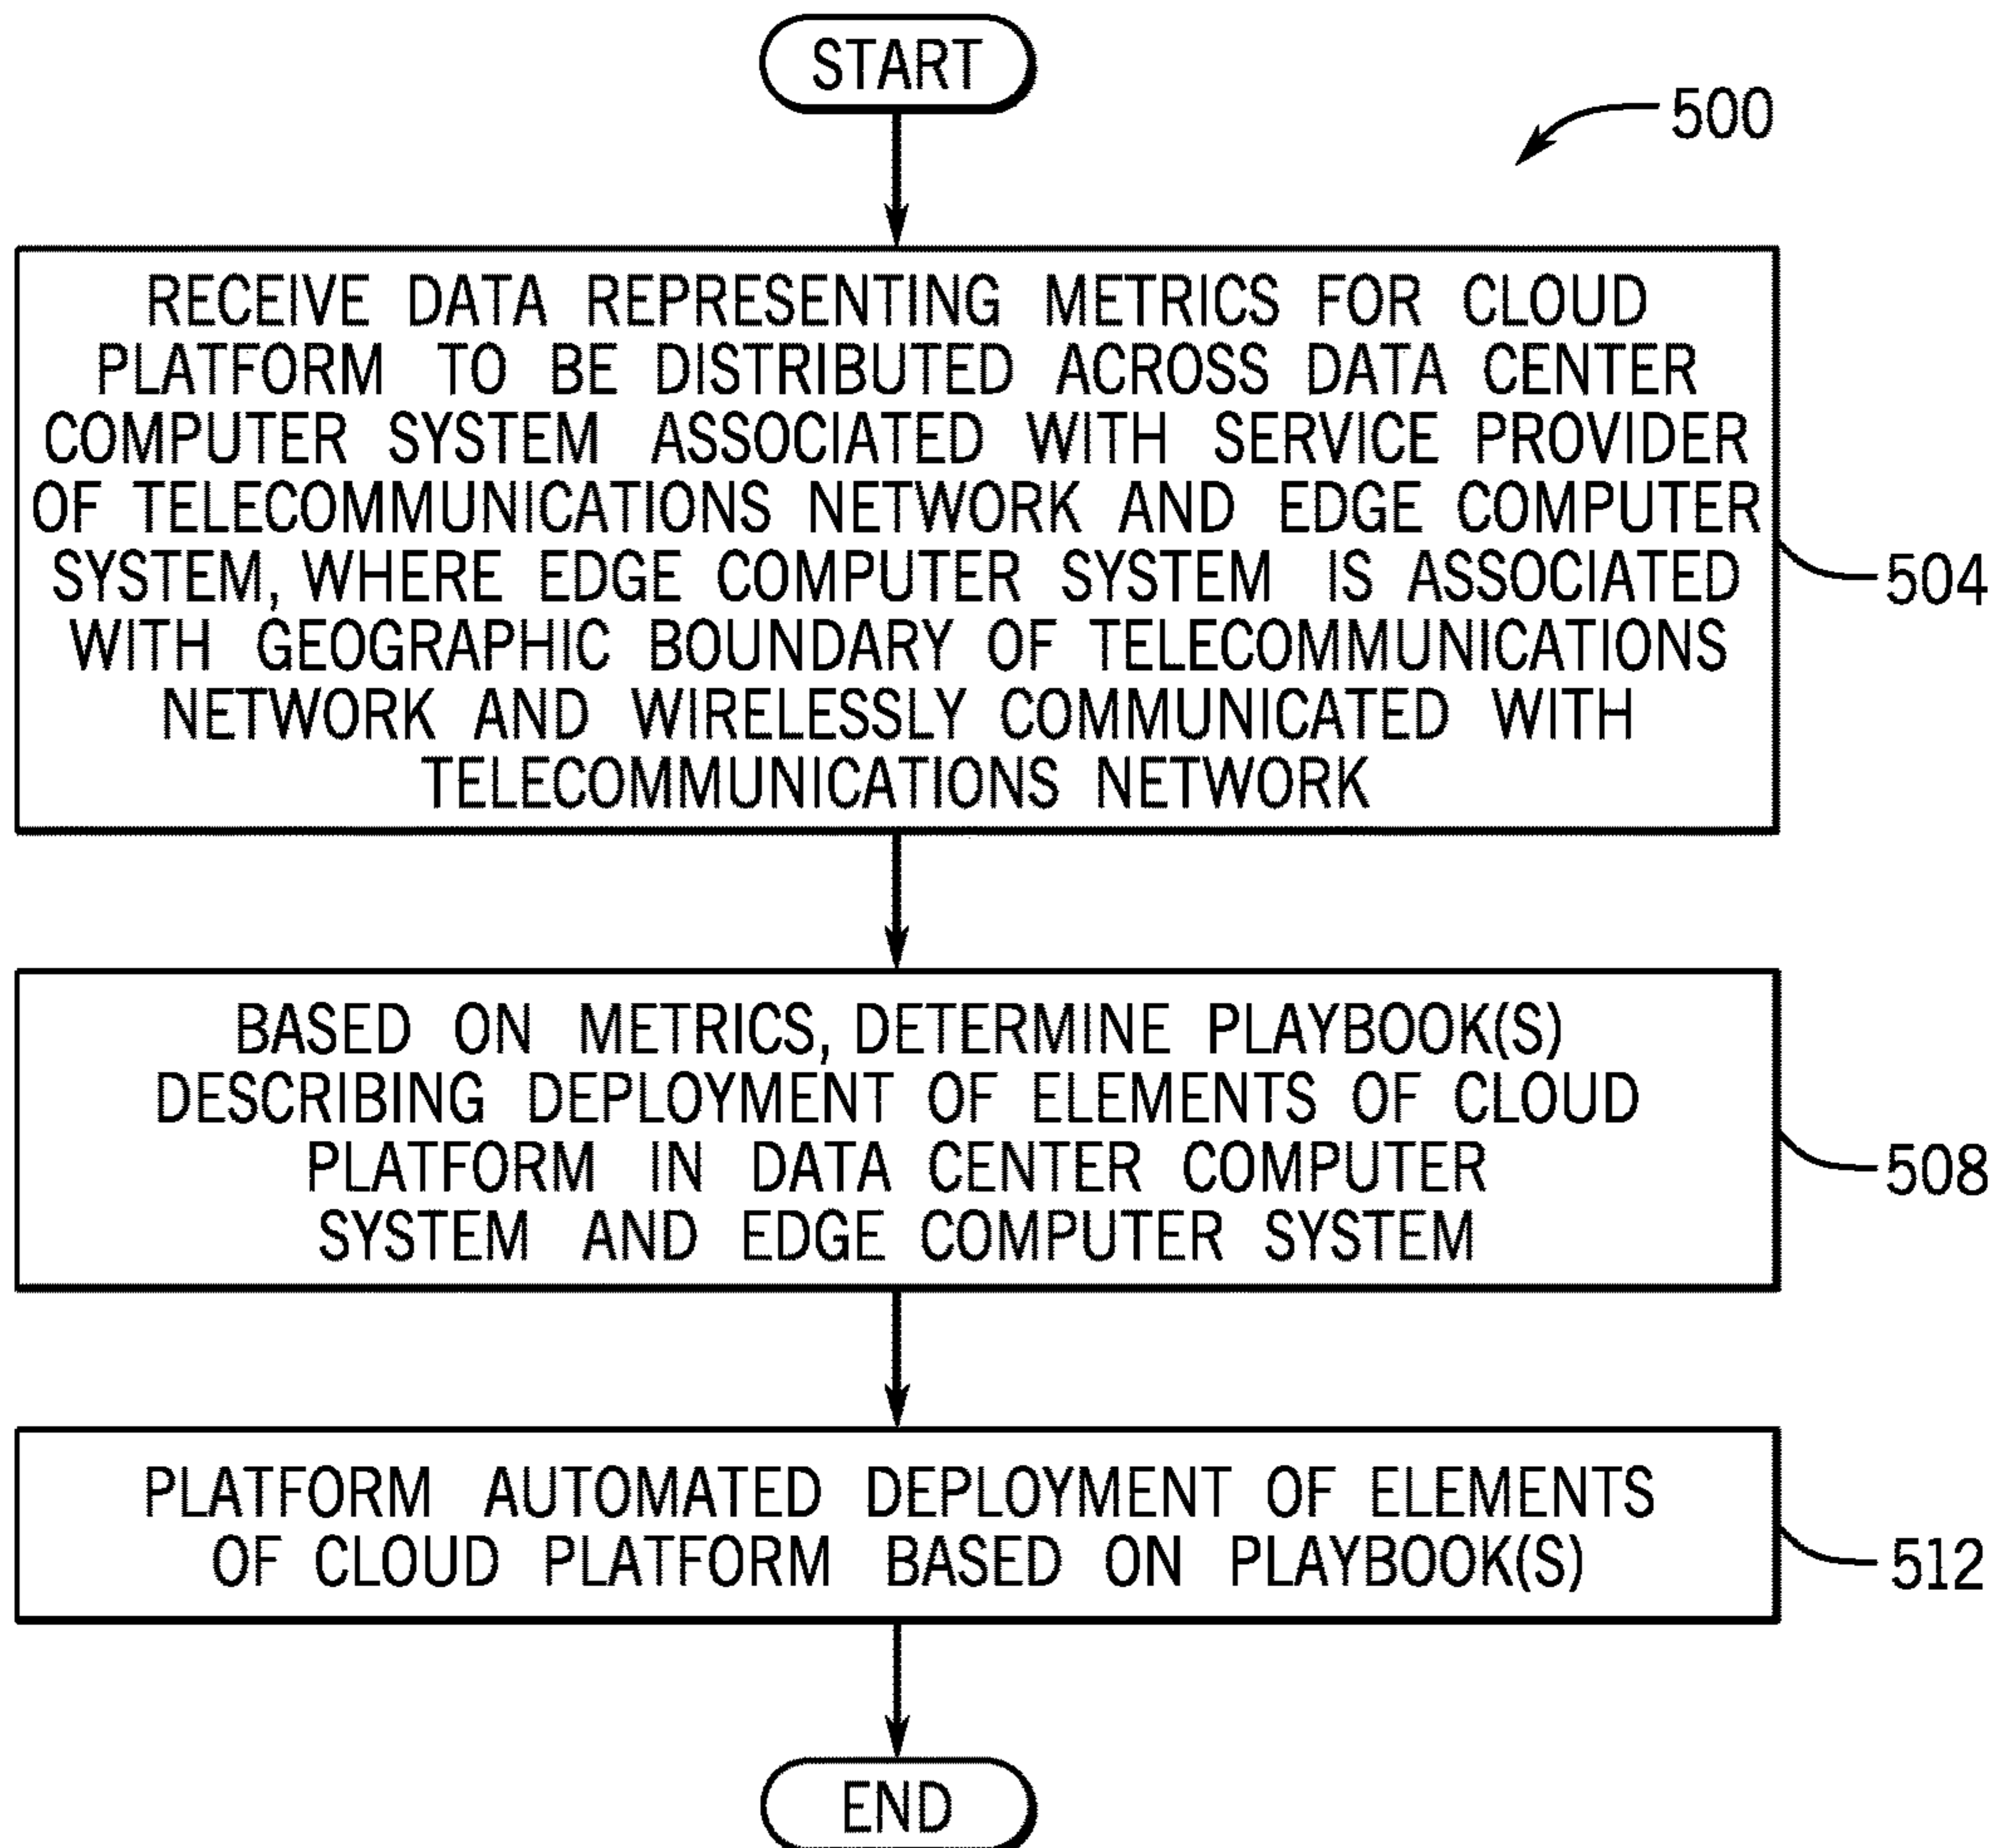 START
500
RECEIVE DATA REPRESENTING METRICS FOR CLOUD
PLATFORM TO BE DISTRIBUTED ACROSS DATA CENTER
COMPUTER SYSTEM ASSOCIATED WITH SERVICE PROVIDER
OF TELECOMMUNICATIONS NETWORK AND EDGE COMPUTER
SYSTEM, WHERE EDGE COMPUTER SYSTEM IS ASSOCIATED
WITH GEOGRAPHIC BOUNDARY OF TELECOMMUNICATIONS
NETWORK AND WIRELESSLY COMMUNICATED WITH
TELECOMMUNICATIONS NETWORK
504
BASED ON METRICS, DETERMINE PLAYBOOK(S)
DESCRIBING DEPLOYMENT OF ELEMENTS OF CLOUD
PLATFORM IN DATA CENTER COMPUTER
SYSTEM AND EDGE COMPUTER SYSTEM
508
PLATFORM AUTOMATED DEPLOYMENT OF ELEMENTS
OF CLOUD PLATFORM BASED ON PLAYBOOK(S)
512
END